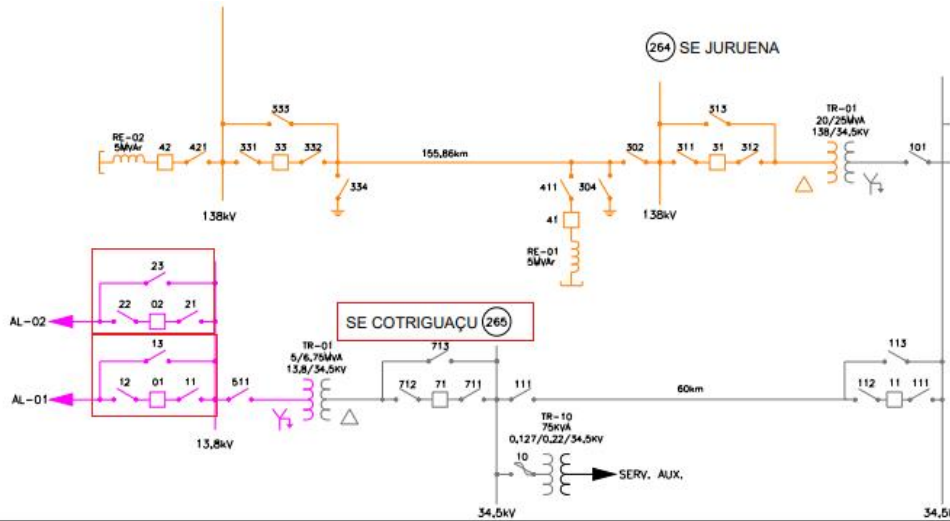 264 SE JURUENA
333
313
TR-01
20/25MVA
138/34,5KV
RE-02
5MVAr
42
421
331
33
332
155,86km
302
311
31
312
101
334
411
304
41
138kV
138kV
RE-01
5MVAr
23
22
02
21
AL-02
SE COTRIGUAÇU 265
13
TR-01
5/6,75MVA
13,8/34,5KV
713
113
12
01
11
511
712
71
711
111
60km
112
11
111
AL-01
TR-10
75KVA
0,127/0,22/34,5KV
13,8kV
10
SERV. AUX.
34,5kV
34,5k